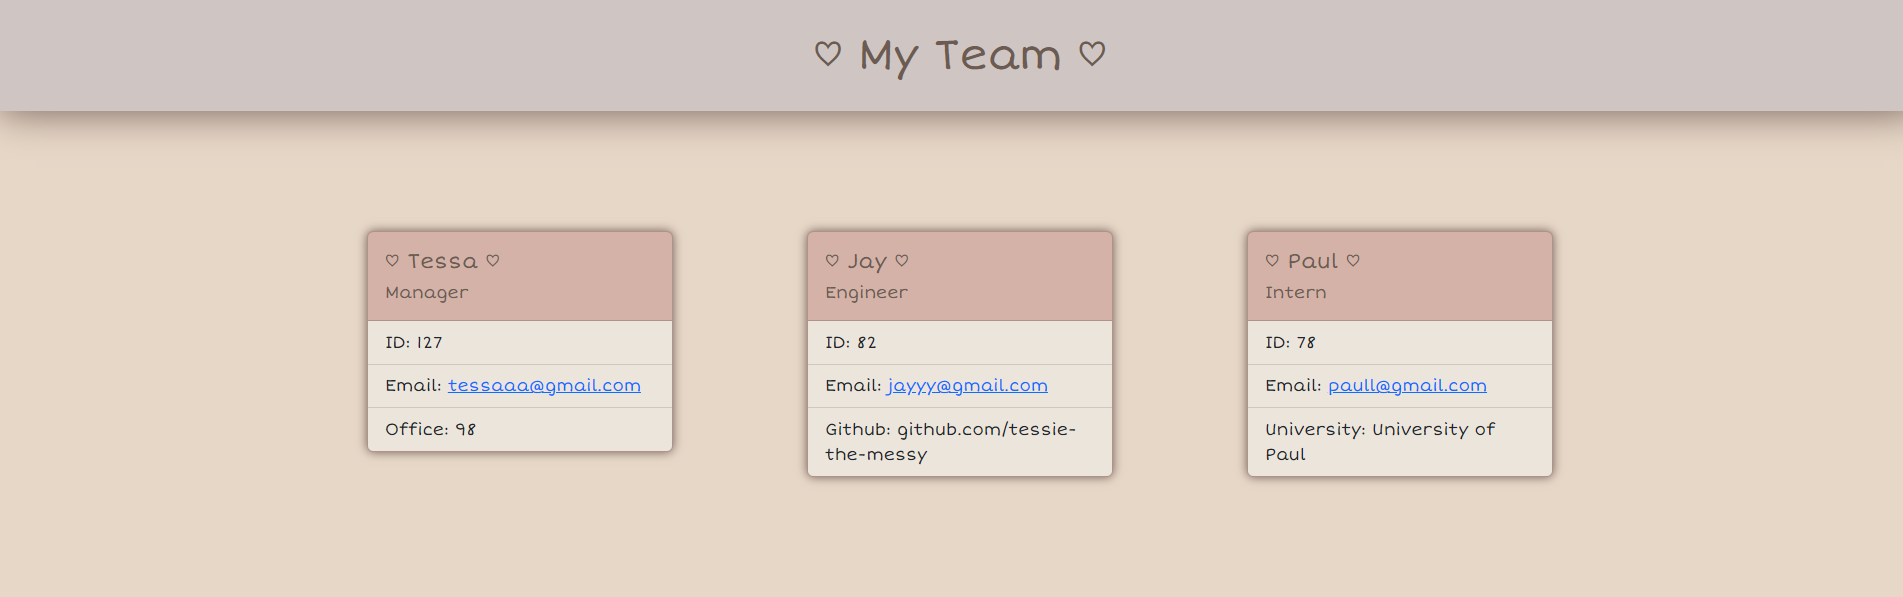 ♡ My Team ♡
♡ Tessa ♡
Manager
ID: 127
Email: tessaaa@gmail.com
Office: 98
♡ Jay ♡
Engineer
ID: 82
Email: jayyy@gmail.com
Github: github.com/tessie-
the-messy
♡ Paul ♡
Intern
ID: 78
Email: paull@gmail.com
University: University of
Paul